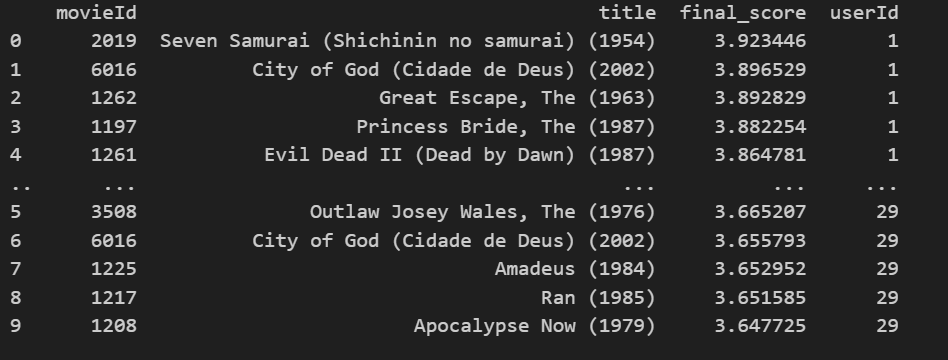 movieId title final_score userId
0 2019 Seven Samurai (Shichinin no samurai) (1954) 3.923446 1
1 6016 City of God (Cidade de Deus) (2002) 3.896529 1
2 1262 Great Escape, The (1963) 3.892829 1
3 1197 Princess Bride, The (1987) 3.882254 1
4 1261 Evil Dead II (Dead by Dawn) (1987) 3.864781 1
.. ... ... ... ...
5 3508 Outlaw Josey Wales, The (1976) 3.665207 29
6 6016 City of God (Cidade de Deus) (2002) 3.655793 29
7 1225 Amadeus (1984) 3.652952 29
8 1217 Ran (1985) 3.651585 29
9 1208 Apocalypse Now (1979) 3.647725 29